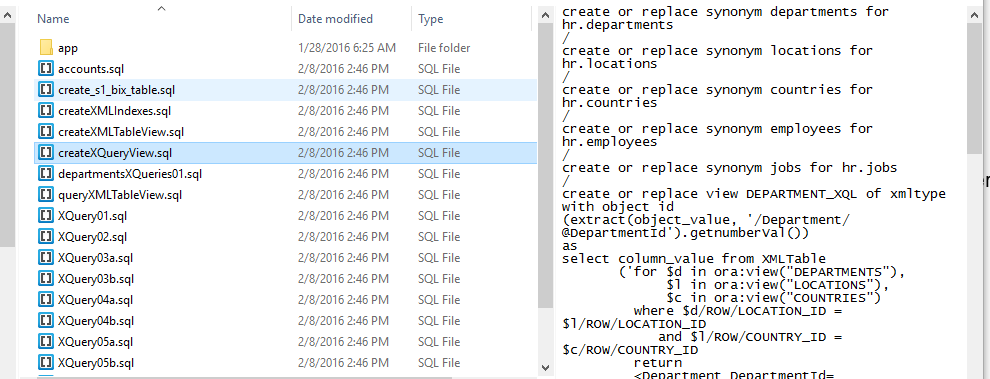 Name Date modified Type
app 1/28/2016 6:25 AM File folder
accounts.sql 2/8/2016 2:46 PM SQL File
create_s1_bix_table.sql 2/8/2016 2:46 PM SQL File
createXMLIndexes.sql 2/8/2016 2:46 PM SQL File
createXMLTableView.sql 2/8/2016 2:46 PM SQL File
createXQueryView.sql 2/8/2016 2:46 PM SQL File
departmentsXQueries01.sql 2/8/2016 2:46 PM SQL File
queryXMLTableView.sql 2/8/2016 2:46 PM SQL File
XQuery01.sql 2/8/2016 2:46 PM SQL File
XQuery02.sql 2/8/2016 2:46 PM SQL File
XQuery03a.sql 2/8/2016 2:46 PM SQL File
XQuery03b.sql 2/8/2016 2:46 PM SQL File
XQuery04a.sql 2/8/2016 2:46 PM SQL File
XQuery04b.sql 2/8/2016 2:46 PM SQL File
XQuery05a.sql 2/8/2016 2:46 PM SQL File
XQuery05b.sql 2/8/2016 2:46 PM SQL File
create or replace synonym departments for
hr.departments
/
create or replace synonym locations for
hr.locations
/
create or replace synonym countries for
hr.countries
/
create or replace synonym employees for
hr.employees
/
create or replace synonym jobs for hr.jobs
/
create or replace view DEPARTMENT_XQL of xmltype
with object id
(extract(object_value, '/Department/
@DepartmentId').getnumberVal())
as
select column_value from XMLTable
('for $d in ora:view("DEPARTMENTS"),
$l in ora:view("LOCATIONS"),
$c in ora:view("COUNTRIES")
where $d/ROW/LOCATION_ID =
$l/ROW/LOCATION_ID
and $l/ROW/COUNTRY_ID =
$c/ROW/COUNTRY_ID
return
<Department DepartmentId=